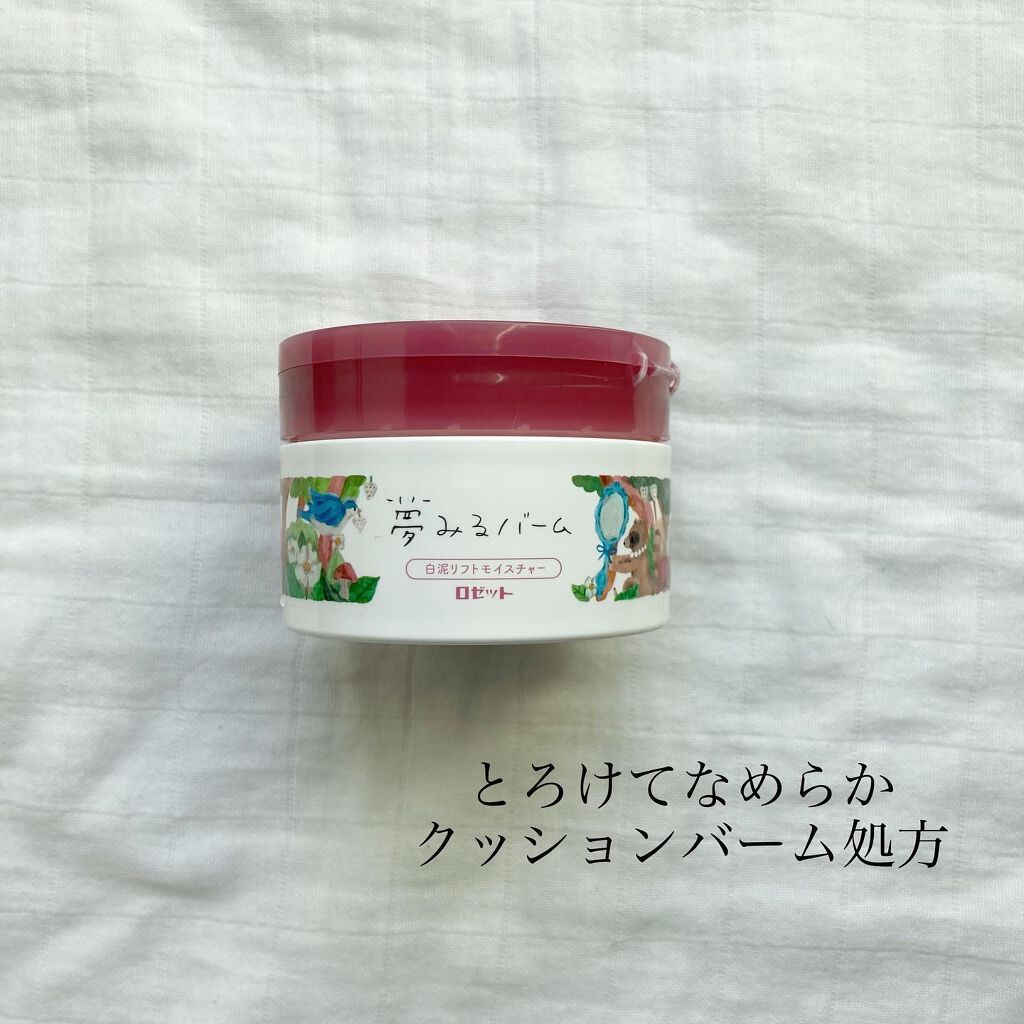 夢みるバーム
白泥リフトモイスチャー
ロゼット
とろけてなめらか
クッションバーム処方